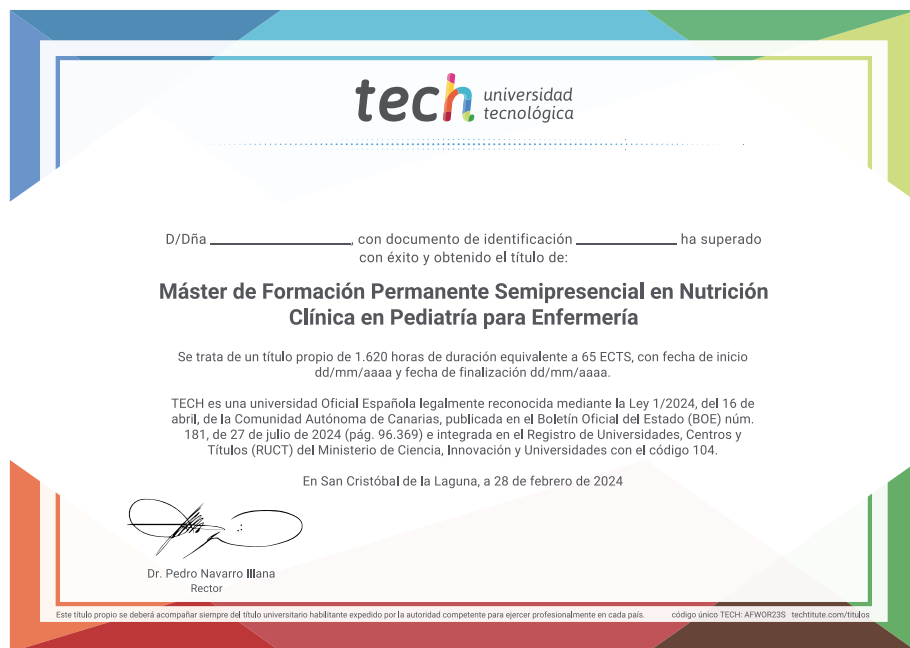 tech universidad
tecnológica
D/Dña ____________________, con documento de identificación ______________ ha superado
con éxito y obtenido el título de:
Máster de Formación Permanente Semipresencial en Nutrición
Clínica en Pediatría para Enfermería
Se trata de un título propio de 1.620 horas de duración equivalente a 65 ECTS, con fecha de inicio
dd/mm/aaaa y fecha de finalización dd/mm/aaaa.
TECH es una universidad Oficial Española legalmente reconocida mediante la Ley 1/2024, del 16 de
abril, de la Comunidad Autónoma de Canarias, publicada en el Boletín Oficial del Estado (BOE) núm.
181, de 27 de julio de 2024 (pág. 96.369) e integrada en el Registro de Universidades, Centros y
Títulos (RUCT) del Ministerio de Ciencia, Innovación y Universidades con el código 104.
En San Cristóbal de la Laguna, a 28 de febrero de 2024
Dr. Pedro Navarro Illana
Rector
Este título propio se deberá acompañar siempre del título universitario habilitante expedido por la autoridad competente para ejercer profesionalmente en cada país. código único TECH: AFWOR23S techtitute.com/titulos